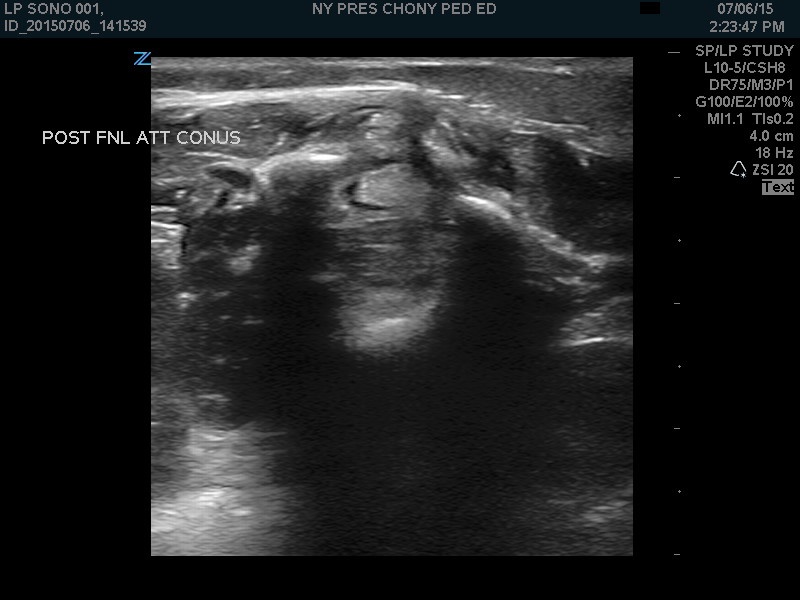 LP SONO 001,
ID_20150706_141539
NY PRES CHONY PED ED
07/06/15
2:23:47 PM
SP/LP STUDY
L10-5/CSH8
DR75/M3/P1
G100/E2/100%
MI1.1 TIs0.2
4.0 cm
18 Hz
ZSI 20
Text
Z
POST FNL ATT CONUS